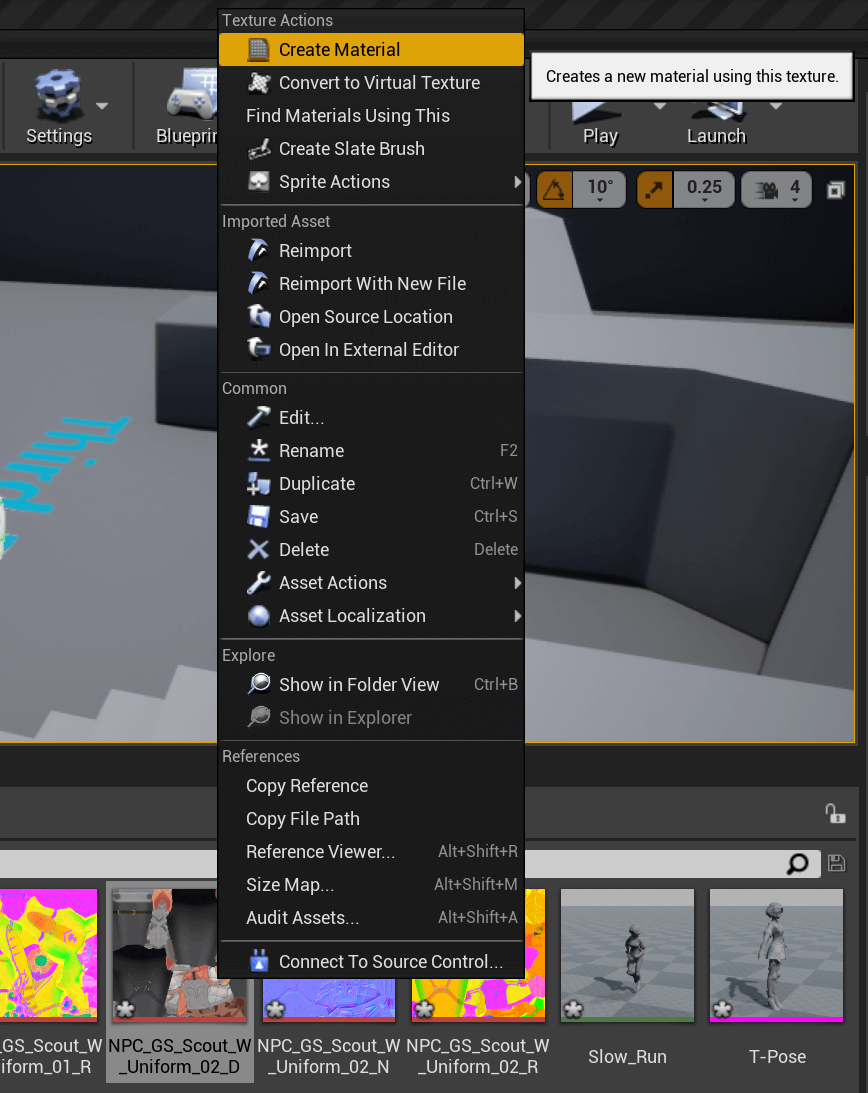 Texture Actions
Create Material
Creates a new material using this texture.
Convert to Virtual Texture
Find Materials Using This
Settings
Blueprin
Create Slate Brush
Play
Launch
Sprite Actions
10°
0.25
4
Imported Asset
Reimport
Reimport With New File
Open Source Location
Open In External Editor
Common
Edit...
Rename F2
Duplicate Ctrl+W
Save Ctrl+S
Delete Delete
Asset Actions
Asset Localization
Third
Explore
Show in Folder View Ctrl+B
Show in Explorer
References
Copy Reference
Copy File Path
Reference Viewer... Alt+Shift+R
Size Map... Alt+Shift+M
Audit Assets... Alt+Shift+A
Connect To Source Control...
_GS_Scout_W
iform_01_R
NPC_GS_Scout_W
_Uniform_02_D
NPC_GS_Scout_W
_Uniform_02_N
NPC_GS_Scout_W
_Uniform_02_R
Slow_Run
T-Pose